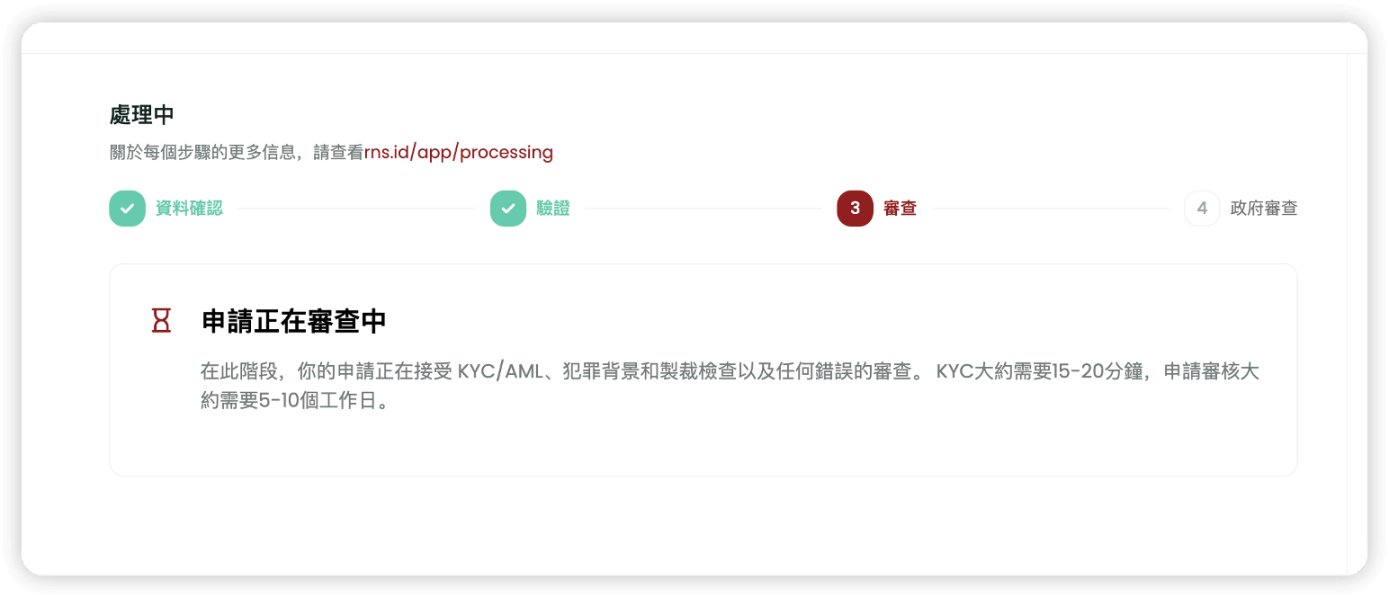 處理中
關於每個步驟的更多信息，請查看rns.id/app/processing
資料確認
驗證
3 審查
4 政府審查
申請正在審查中
在此階段，你的申請正在接受 KYC/AML、犯罪背景和製裁檢查以及任何錯誤的審查。 KYC大約需要15-20分鐘，申請審核大
約需要5-10個工作日。